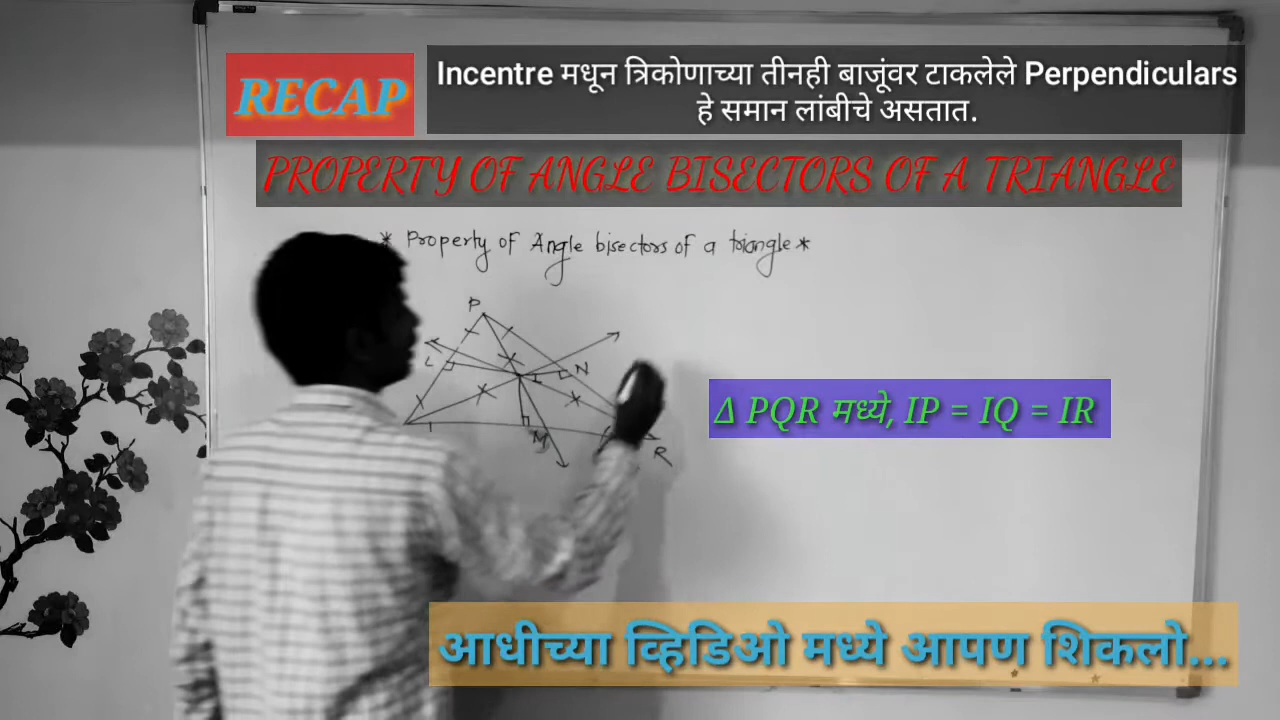 RECAP
Incentre मधून त्रिकोणाच्या तीनही बाजूंवर टाकलेले Perpendiculars
हे समान लांबीचे असतात.
PROPERTY OF ANGLE BISECTORS OF A TRIANGLE
* Property of Angle bisectors of a triangle *
P
L
N
I
M
R
Δ PQR मध्ये, IP = IQ = IR
आधीच्या व्हिडिओ मध्ये आपण शिकलो...